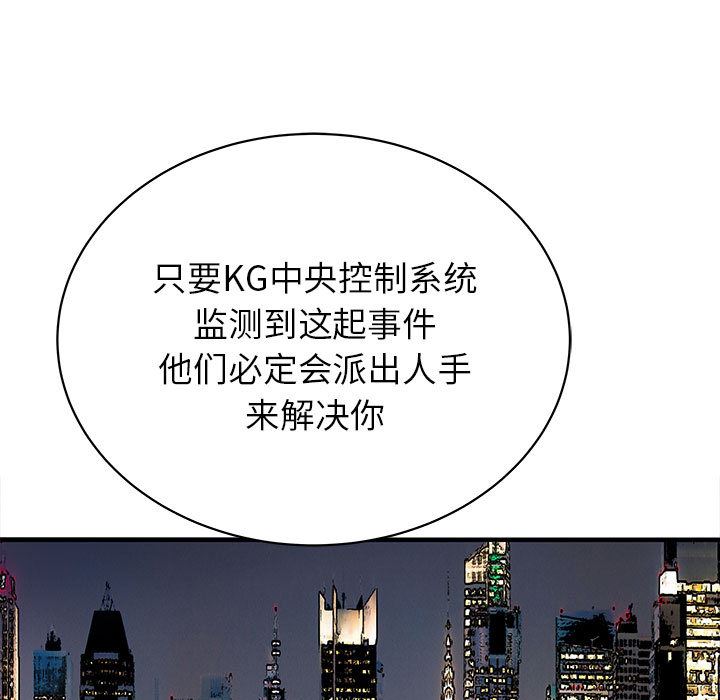 只要KG中央控制系统
监测到这起事件
他们必定会派出人手
来解决你